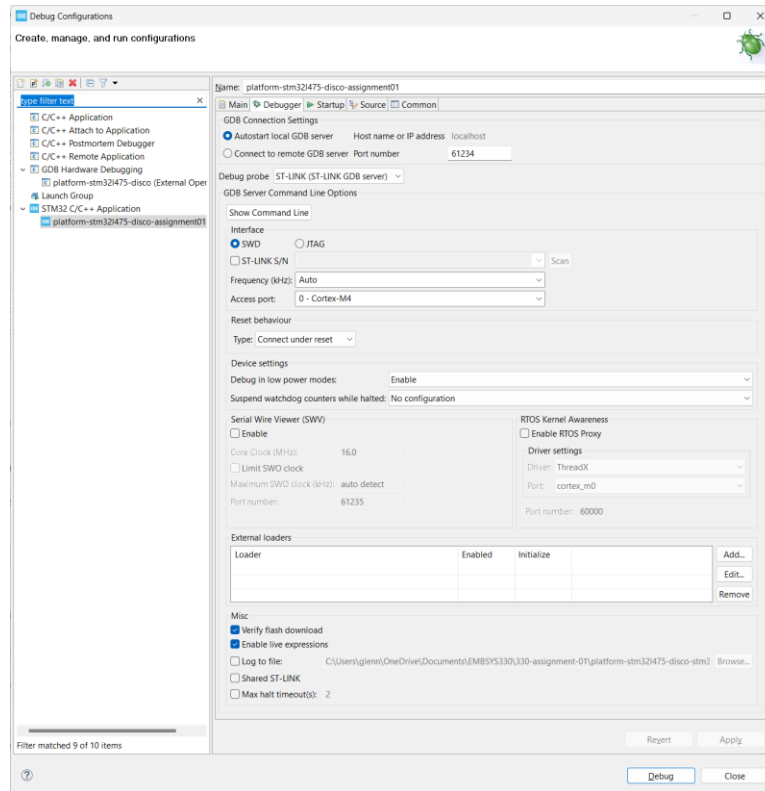 Debug Configurations
Create, manage, and run configurations
type filter text
C/C++ Application
C/C++ Attach to Application
C/C++ Postmortem Debugger
C/C++ Remote Application
GDB Hardware Debugging
platform-stm32l475-disco (External Oper
Launch Group
STM32 C/C++ Application
platform-stm32l475-disco-assignment01
Filter matched 9 of 10 items
Name: platform-stm32l475-disco-assignment01
Main Debugger Startup Source Common
GDB Connection Settings
Autostart local GDB server Host name or IP address localhost
Connect to remote GDB server Port number 61234
Debug probe ST-LINK (ST-LINK GDB server)
GDB Server Command Line Options
Show Command Line
Interface
SWD JTAG
ST-LINK S/N Scan
Frequency (kHz): Auto
Access port: 0 - Cortex-M4
Reset behaviour
Type: Connect under reset
Device settings
Debug in low power modes: Enable
Suspend watchdog counters while halted: No configuration
Serial Wire Viewer (SWV)
Enable
Core Clock (MHz): 16.0
Limit SWO clock
Maximum SWO clock (kHz): auto detect
Port number: 61235
RTOS Kernel Awareness
Enable RTOS Proxy
Driver settings
Driver: ThreadX
Port: cortex_m0
Port number: 60000
External loaders
Loader Enabled Initialize
Add...
Edit...
Remove
Misc
Verify flash download
Enable live expressions
Log to file: C:\Users\glenn\OneDrive\Documents\EMBSYS330\330-assignment-01\platform-stm32l475-disco-stm3 Browse...
Shared ST-LINK
Max halt timeout(s): 2
Revert Apply
Debug Close